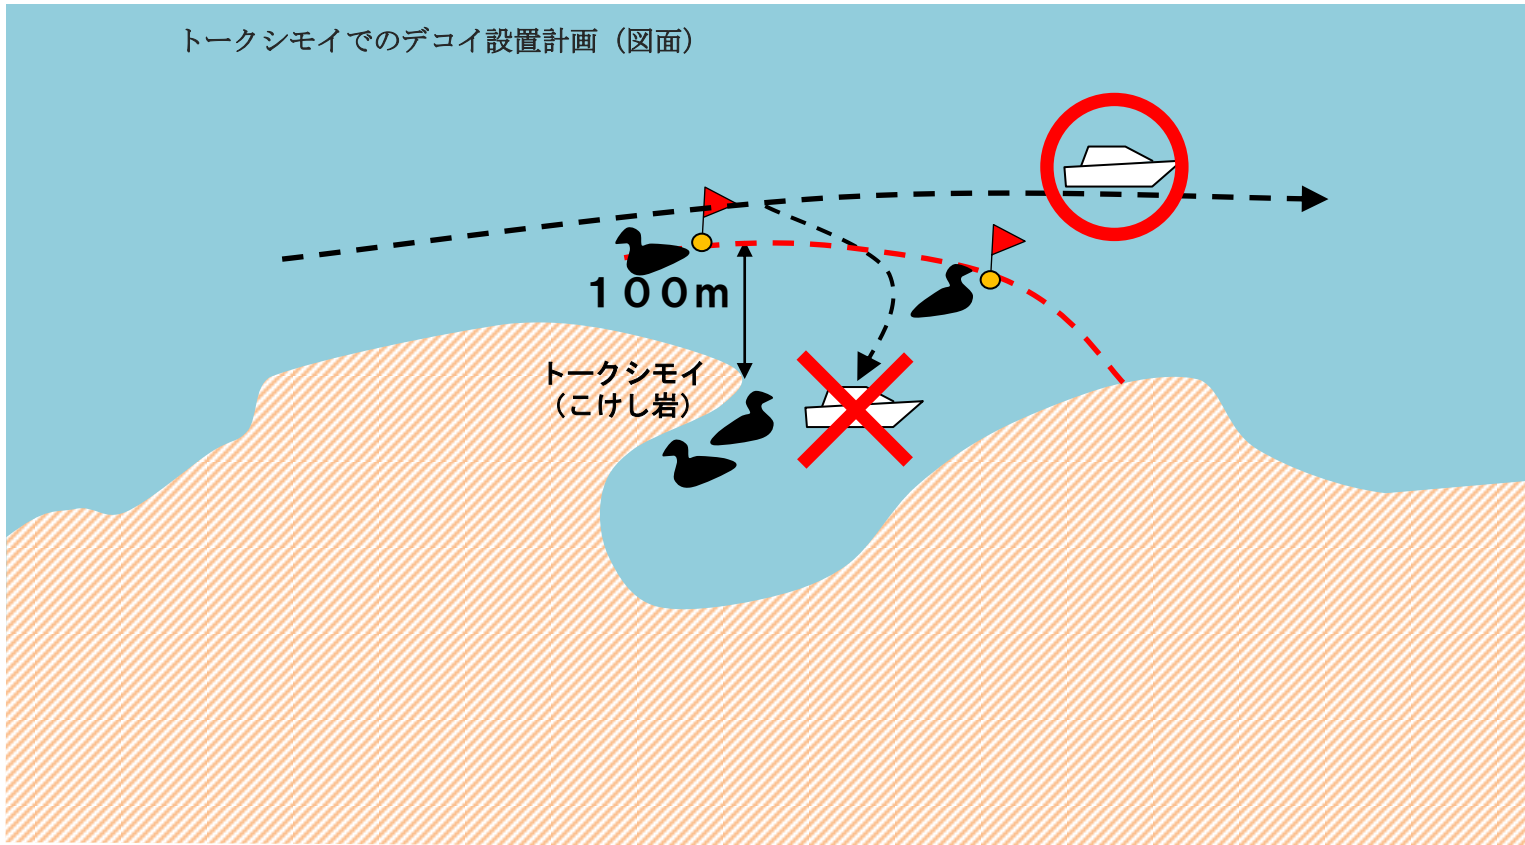 トークシモイでのデコイ設置計画（図面）
１００ｍ
トークシモイ
（こけし岩）